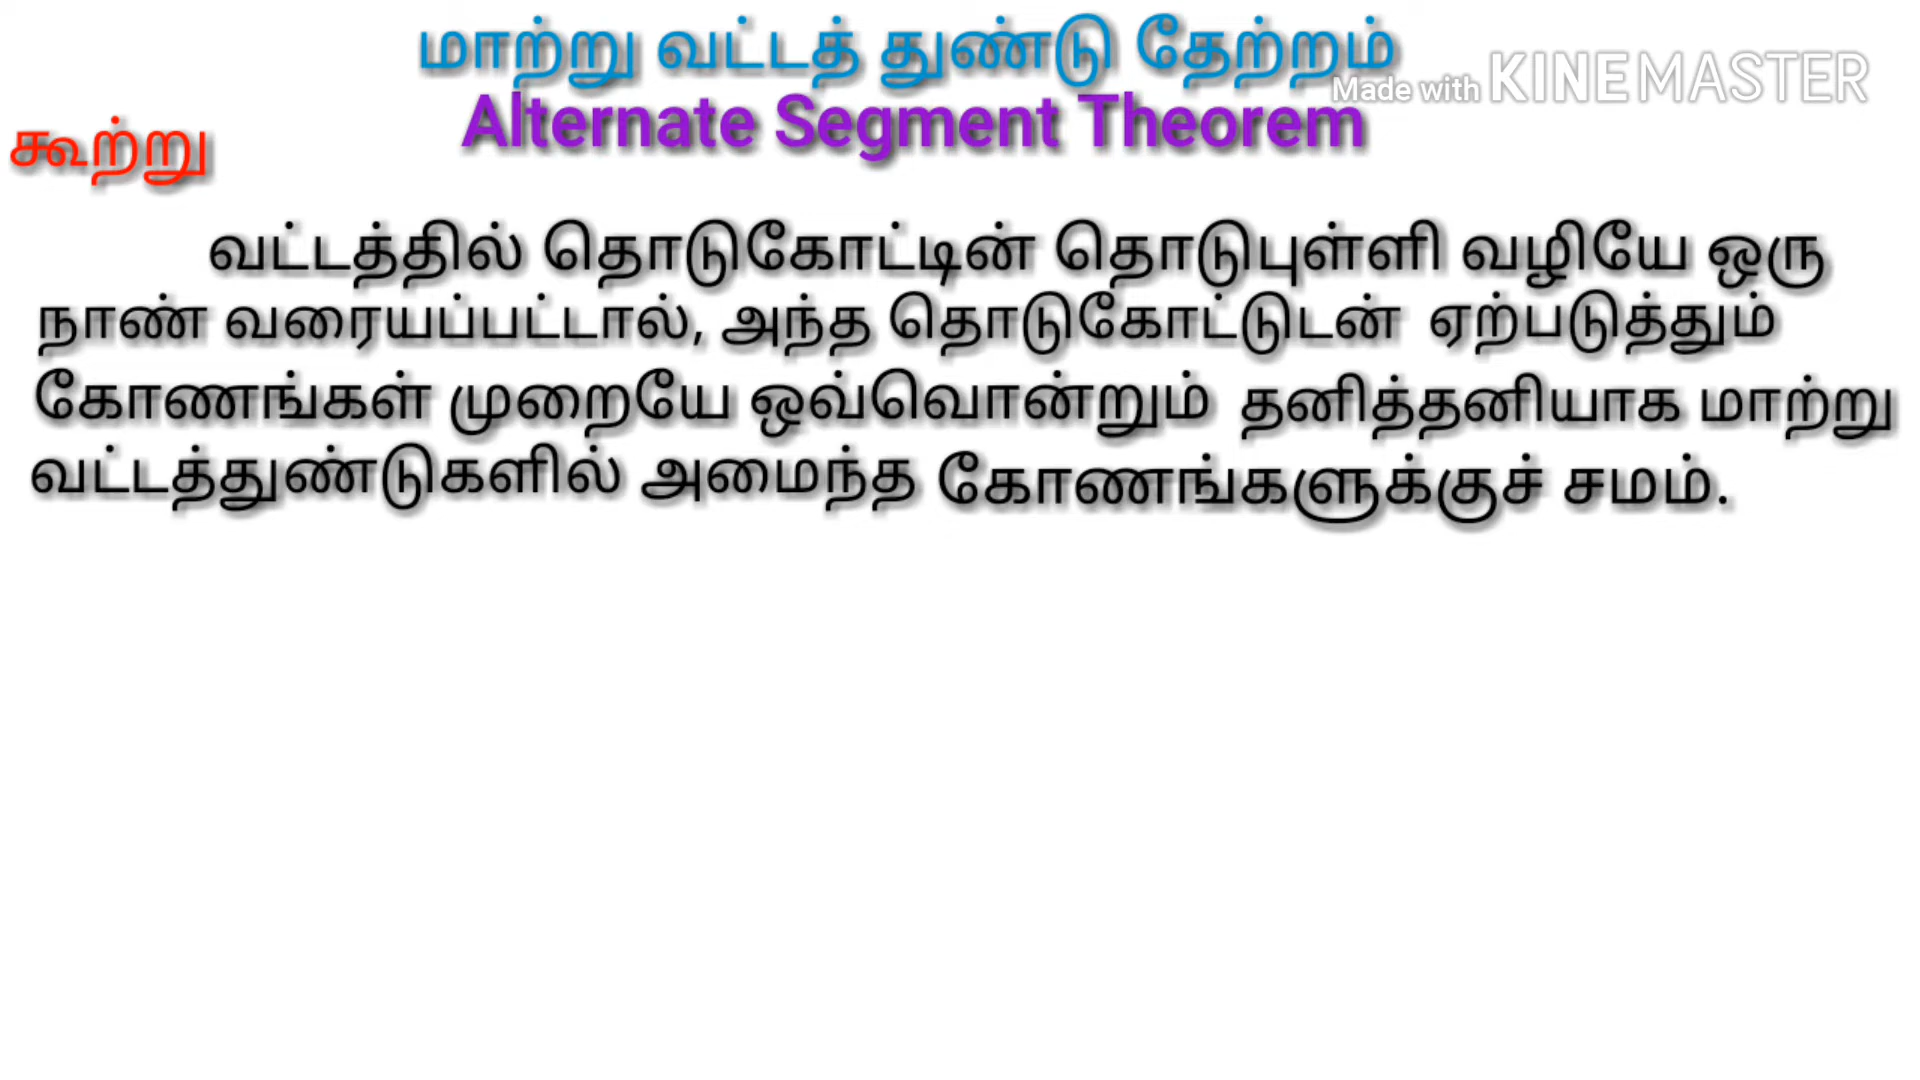 மாற்று வட்டத் துண்டு தேற்றம்
Made with KINEMASTER
Alternate Segment Theorem
கூற்று
வட்டத்தில் தொடுகோட்டின் தொடுபுள்ளி வழியே ஒரு
நாண் வரையப்பட்டால், அந்த தொடுகோட்டுடன் ஏற்படுத்தும்
கோணங்கள் முறையே ஒவ்வொன்றும் தனித்தனியாக மாற்று
வட்டத்துண்டுகளில் அமைந்த கோணங்களுக்குச் சமம்.